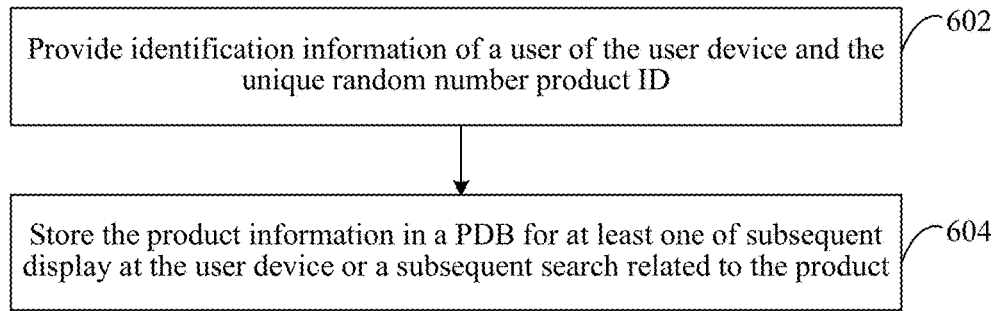 602
Provide identification information of a user of the user device and the
unique random number product ID
604
Store the product information in a PDB for at least one of subsequent
display at the user device or a subsequent search related to the product